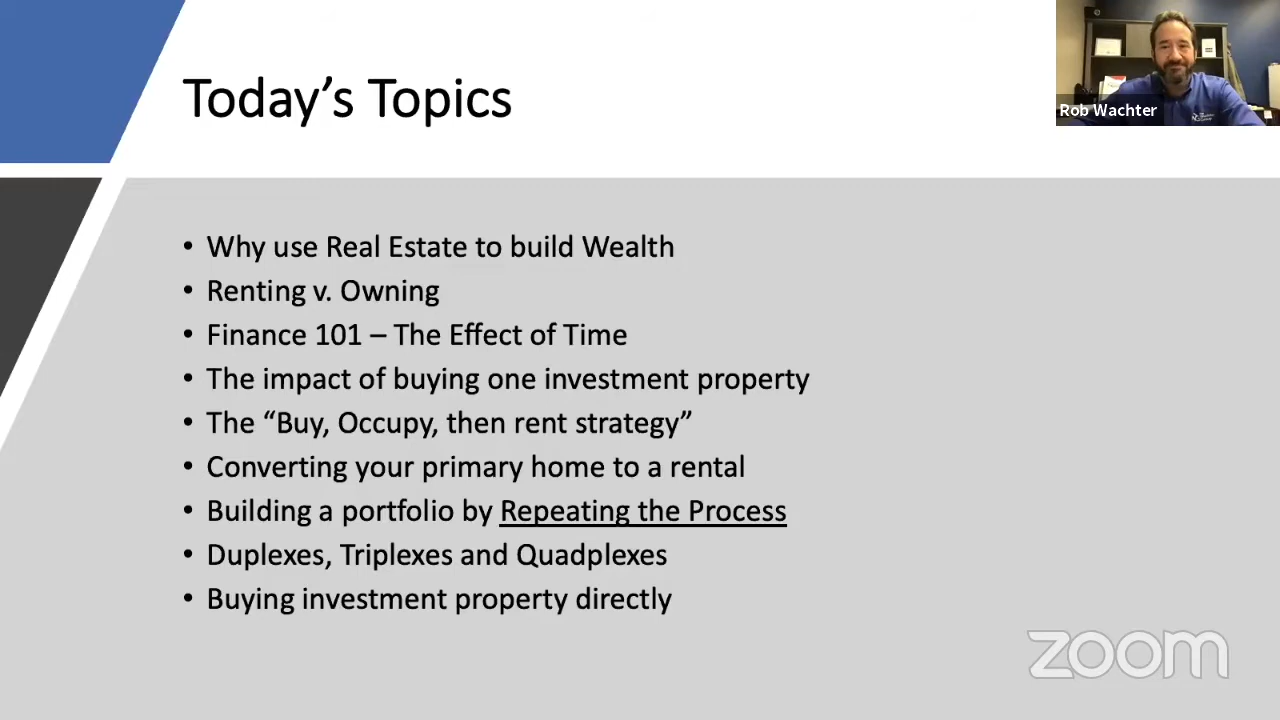 Today’s Topics
Rob Wachter
• Why use Real Estate to build Wealth
• Renting v. Owning
• Finance 101 – The Effect of Time
• The impact of buying one investment property
• The “Buy, Occupy, then rent strategy”
• Converting your primary home to a rental
• Building a portfolio by Repeating the Process
• Duplexes, Triplexes and Quadplexes
• Buying investment property directly
zoom